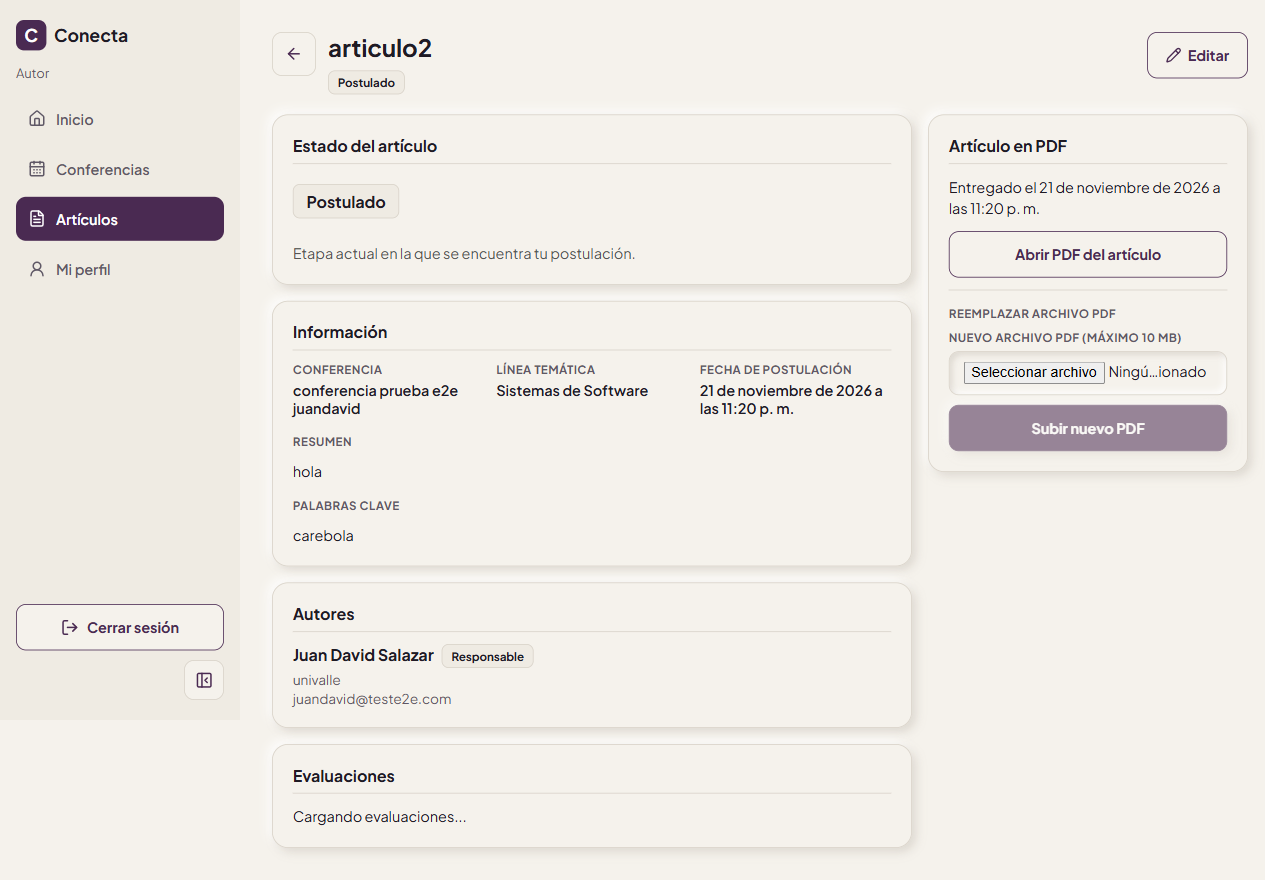 C Conecta
Autor
Inicio
Conferencias
Artículos
Mi perfil
Cerrar sesión
articulo2
Postulado
Editar
Estado del artículo
Postulado
Etapa actual en la que se encuentra tu postulación.
Información
CONFERENCIA
conferencia prueba e2e
juandavid
LÍNEA TEMÁTICA
Sistemas de Software
FECHA DE POSTULACIÓN
21 de noviembre de 2026 a
las 11:20 p. m.
RESUMEN
hola
PALABRAS CLAVE
carebola
Autores
Juan David Salazar Responsable
univalle
juandavid@teste2e.com
Evaluaciones
Cargando evaluaciones...
Artículo en PDF
Entregado el 21 de noviembre de 2026 a
las 11:20 p. m.
Abrir PDF del artículo
REEMPLAZAR ARCHIVO PDF
NUEVO ARCHIVO PDF (MÁXIMO 10 MB)
Seleccionar archivo Ningú...ionado
Subir nuevo PDF